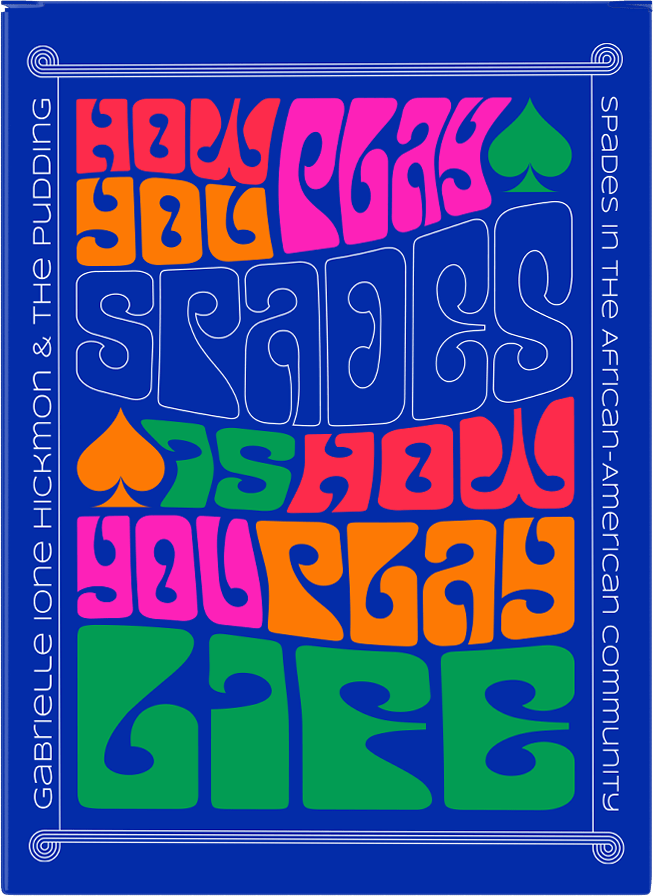 HOW PLAY
YOU
SPADES
IS HOW
YOU PLAY
LIFE
GABRIELLE IONE HICKMON & THE PUDDING
SPADES IN THE AFRICAN-AMERICAN COMMUNITY